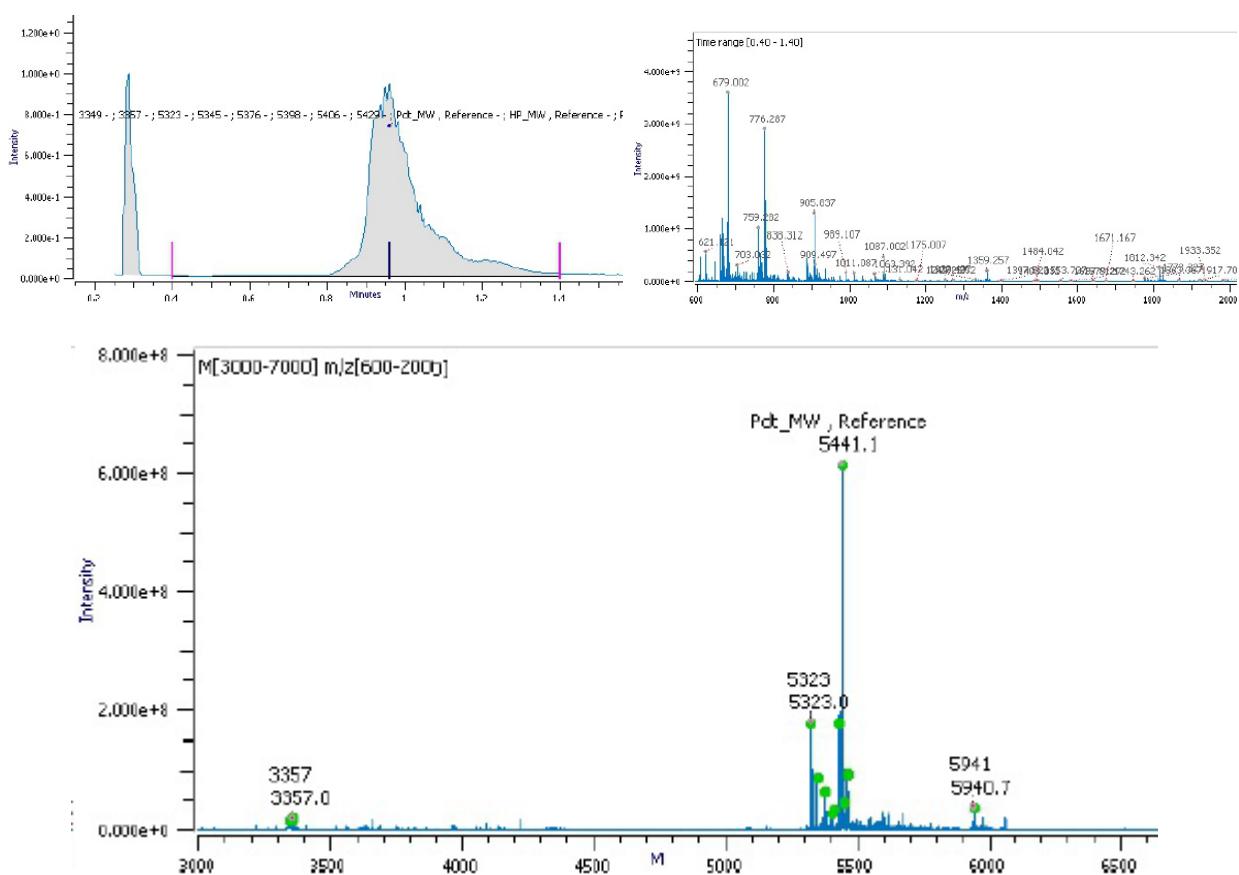 1.200e+0
1.000e+0
8.000e-1
6.000e-1
4.000e-1
2.000e-1
0.000e+0
Intensity
3349 - ; 3357 - ; 5323 - ; 5345 - ; 5376 - ; 5398 - ; 5406 - ; 5429 - ; Pdt_MW , Reference - ; HP_MW , Reference - ;
0.2
0.4
0.6
0.8
1
1.2
1.4
Minutes
Time range [0.40 - 1.40]
4.000e+9
3.000e+9
2.000e+9
1.000e+9
0.000e+0
Intensity
679.002
776.287
905.837
759.282
838.312
989.107
621.121
703.032
909.497
1011.087
1087.002
1063.392
1131.042
1175.007
1359.257
1484.042
1671.167
1812.342
1933.352
600
800
1000
1200
1400
1600
1800
2000
m/z
M[3000-7000] m/z[600-2000]
8.000e+8
6.000e+8
4.000e+8
2.000e+8
0.000e+0
Intensity
Pdt_MW , Reference
5441.1
5323
5323.0
3357
3357.0
5941
5940.7
3000
3500
4000
4500
5000
5500
6000
6500
M